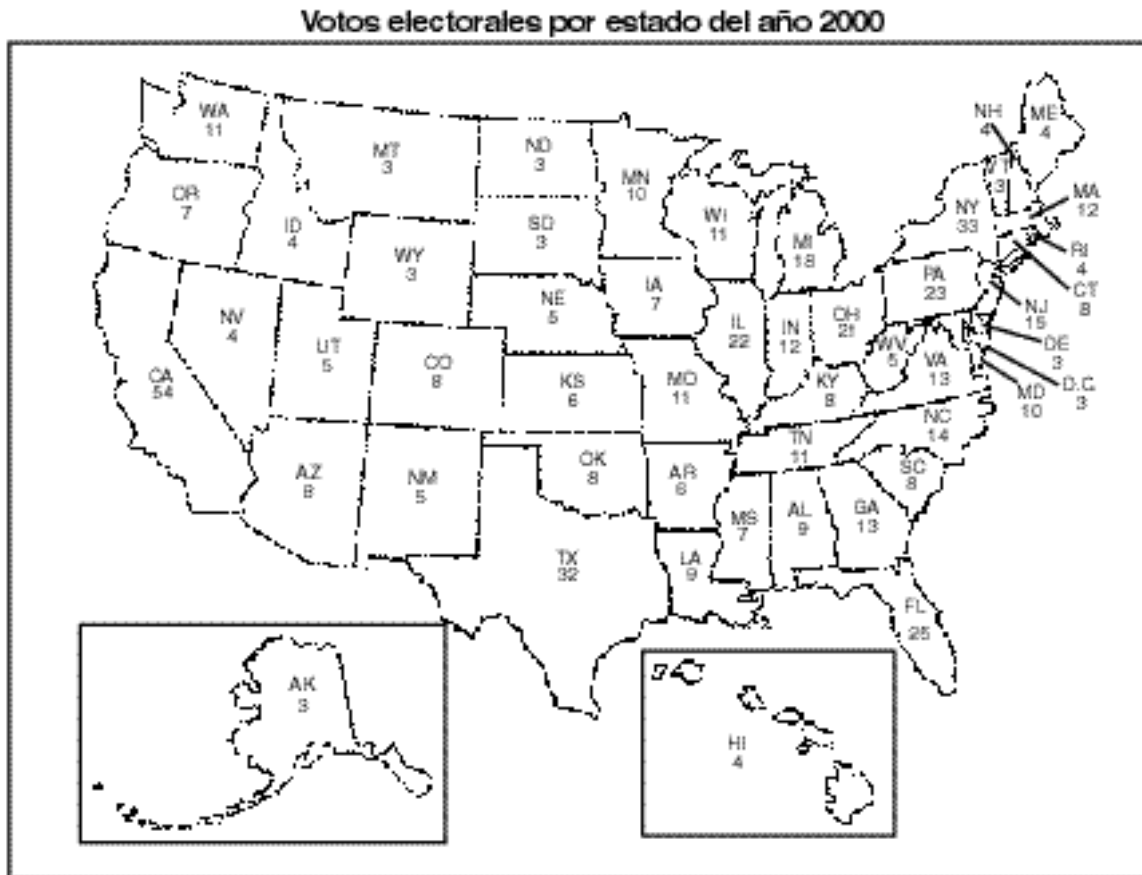 Votos electorales por estado del año 2000
WA
11
OR
7
CA
54
ID
4
NV
4
MT
3
WY
3
UT
5
AZ
8
CO
8
NM
5
ND
3
SD
3
NE
5
KS
6
OK
8
TX
32
MN
10
IA
7
MO
11
AR
6
LA
9
WI
11
IL
22
MI
18
IN
12
OH
21
KY
8
TN
11
MS
7
AL
9
GA
13
FL
25
SC
8
NC
14
VA
13
WV
5
PA
23
NY
33
VT
3
NH
4
ME
4
MA
12
RI
4
CT
8
NJ
15
DE
3
D.C.
3
MD
10
AK
3
HI
4